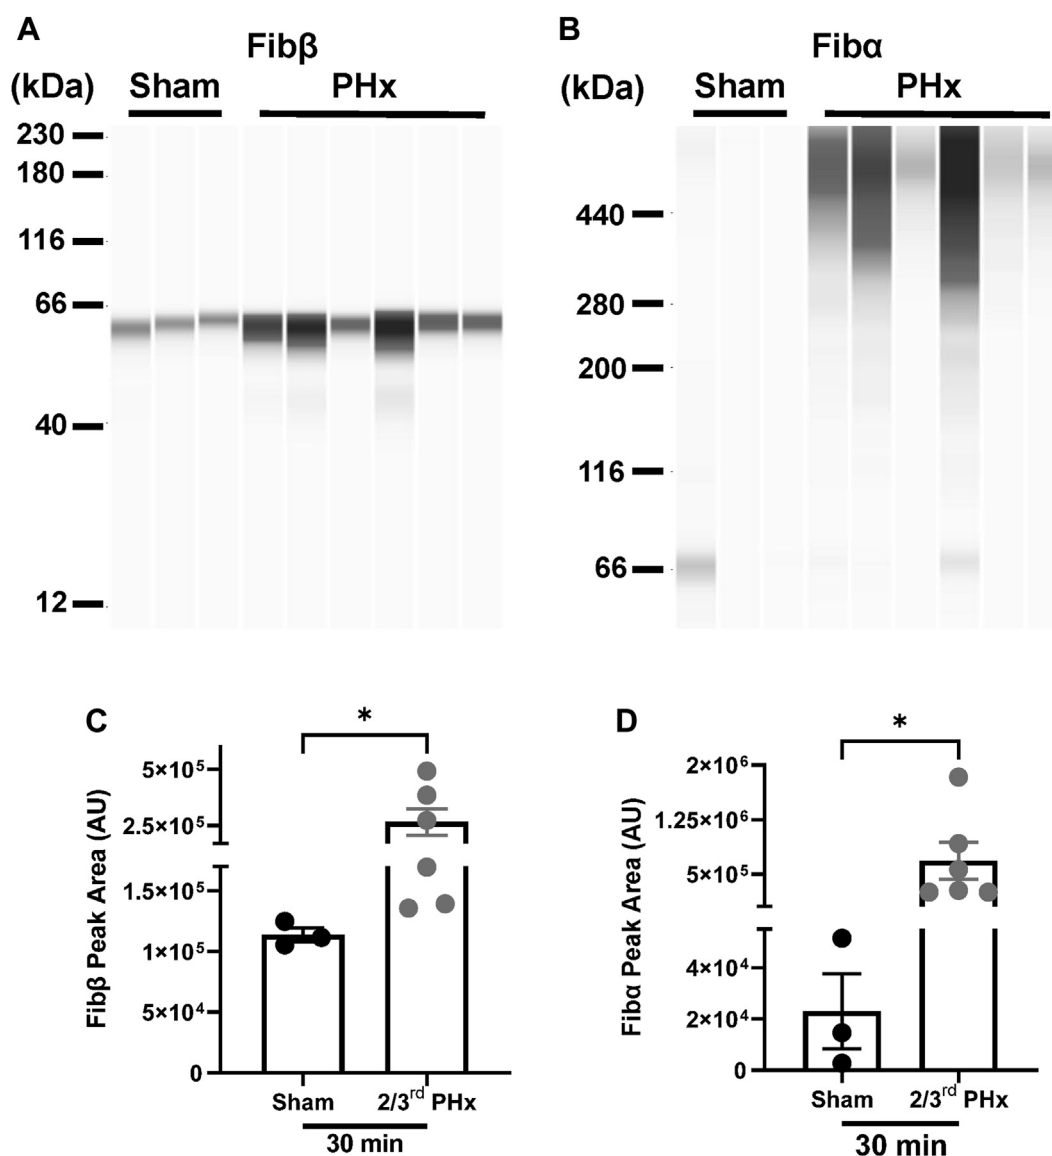 A
Fibβ
(kDa)
Sham
PHx
230
180
116
66
40
12
B
Fibα
(kDa)
Sham
PHx
440
280
200
116
66
C
*
Fibβ Peak Area (AU)
5×10⁵
2.5×10⁵
1.5×10⁵
1×10⁵
5×10⁴
0
Sham
2/3ʳᵈ PHx
30 min
D
*
Fibα Peak Area (AU)
2×10⁶
1.25×10⁶
5×10⁵
4×10⁴
2×10⁴
0
Sham
2/3ʳᵈ PHx
30 min